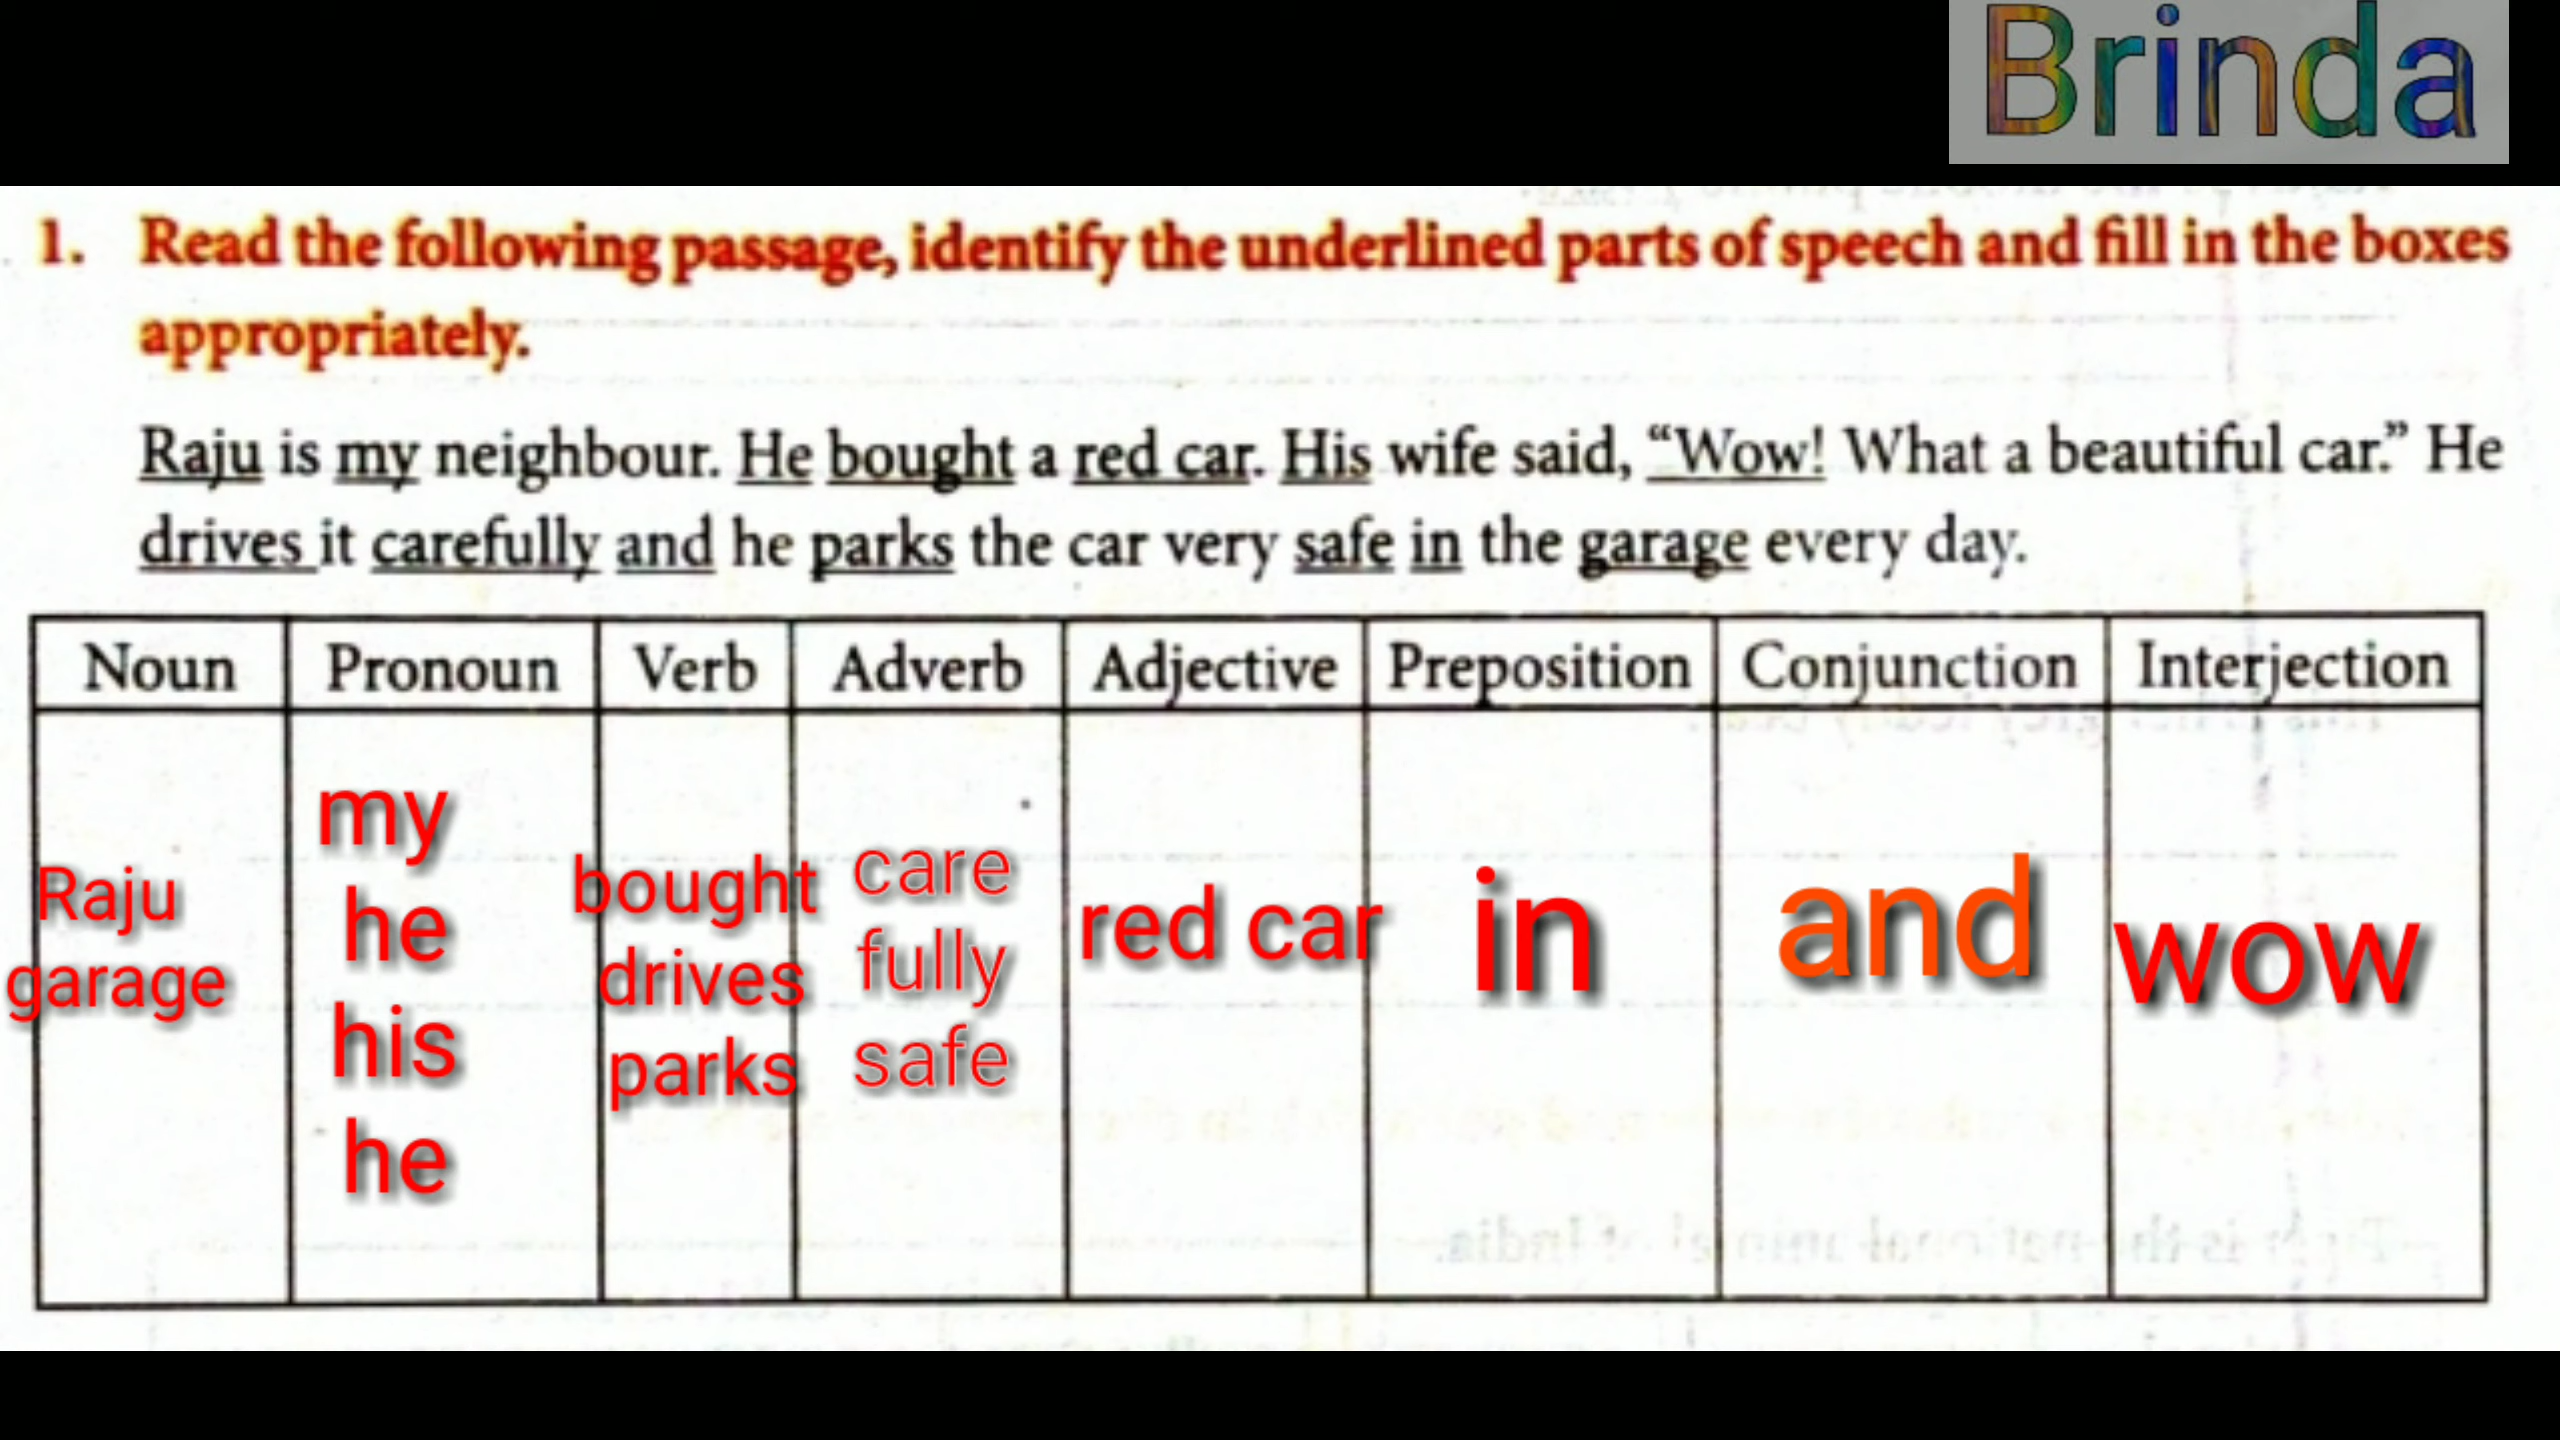 Brinda
1. Read the following passage, identify the underlined parts of speech and fill in the boxes
appropriately.
Raju is my neighbour. He bought a red car. His wife said, “Wow! What a beautiful car.” He
drives it carefully and he parks the car very safe in the garage every day.
Noun Pronoun Verb Adverb Adjective Preposition Conjunction Interjection
Raju
garage
my
he
his
he
bought
drives
parks
care
fully
safe
red car
in
and
wow